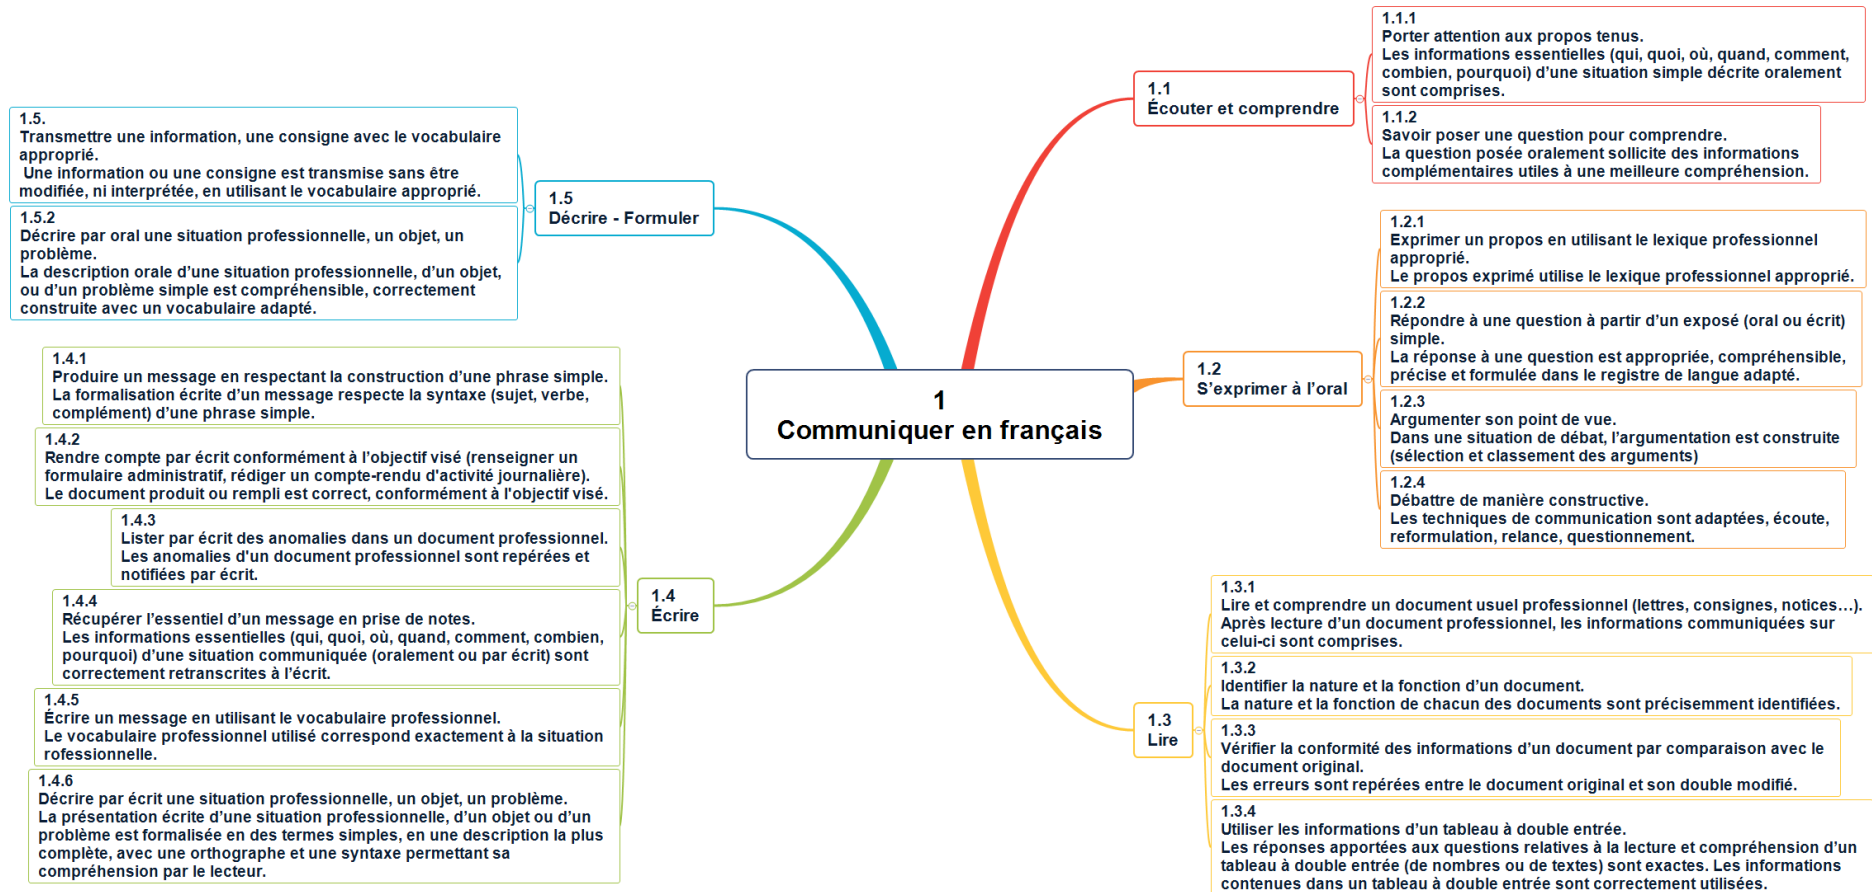 1
Communiquer en français
1.1
Écouter et comprendre
1.1.1
Porter attention aux propos tenus.
Les informations essentielles (qui, quoi, où, quand, comment,
combien, pourquoi) d’une situation simple décrite oralement
sont comprises.
1.1.2
Savoir poser une question pour comprendre.
La question posée oralement sollicite des informations
complémentaires utiles à une meilleure compréhension.
1.2
S’exprimer à l’oral
1.2.1
Exprimer un propos en utilisant le lexique professionnel
approprié.
Le propos exprimé utilise le lexique professionnel approprié.
1.2.2
Répondre à une question à partir d’un exposé (oral ou écrit)
simple.
La réponse à une question est appropriée, compréhensible,
précise et formulée dans le registre de langue adapté.
1.2.3
Argumenter son point de vue.
Dans une situation de débat, l’argumentation est construite
(sélection et classement des arguments)
1.2.4
Débattre de manière constructive.
Les techniques de communication sont adaptées, écoute,
reformulation, relance, questionnement.
1.3
Lire
1.3.1
Lire et comprendre un document usuel professionnel (lettres, consignes, notices…).
Après lecture d’un document professionnel, les informations communiquées sur
celui-ci sont comprises.
1.3.2
Identifier la nature et la fonction d’un document.
La nature et la fonction de chacun des documents sont précisemment identifiées.
1.3.3
Vérifier la conformité des informations d’un document par comparaison avec le
document original.
Les erreurs sont repérées entre le document original et son double modifié.
1.3.4
Utiliser les informations d’un tableau à double entrée.
Les réponses apportées aux questions relatives à la lecture et compréhension d’un
tableau à double entrée (de nombres ou de textes) sont exactes. Les informations
contenues dans un tableau à double entrée sont correctement utilisées.
1.4
Écrire
1.4.1
Produire un message en respectant la construction d’une phrase simple.
La formalisation écrite d’un message respecte la syntaxe (sujet, verbe,
complément) d’une phrase simple.
1.4.2
Rendre compte par écrit conformément à l’objectif visé (renseigner un
formulaire administratif, rédiger un compte-rendu d'activité journalière).
Le document produit ou rempli est correct, conformément à l'objectif visé.
1.4.3
Lister par écrit des anomalies dans un document professionnel.
Les anomalies d'un document professionnel sont repérées et
notifiées par écrit.
1.4.4
Récupérer l’essentiel d’un message en prise de notes.
Les informations essentielles (qui, quoi, où, quand, comment, combien,
pourquoi) d’une situation communiquée (oralement ou par écrit) sont
correctement retranscrites à l’écrit.
1.4.5
Écrire un message en utilisant le vocabulaire professionnel.
Le vocabulaire professionnel utilisé correspond exactement à la situation
rofessionnelle.
1.4.6
Décrire par écrit une situation professionnelle, un objet, un problème.
La présentation écrite d’une situation professionnelle, d’un objet ou d’un
problème est formalisée en des termes simples, en une description la plus
complète, avec une orthographe et une syntaxe permettant sa
compréhension par le lecteur.
1.5
Décrire - Formuler
1.5.
Transmettre une information, une consigne avec le vocabulaire
approprié.
Une information ou une consigne est transmise sans être
modifiée, ni interprétée, en utilisant le vocabulaire approprié.
1.5.2
Décrire par oral une situation professionnelle, un objet, un
problème.
La description orale d’une situation professionnelle, d’un objet,
ou d’un problème simple est compréhensible, correctement
construite avec un vocabulaire adapté.